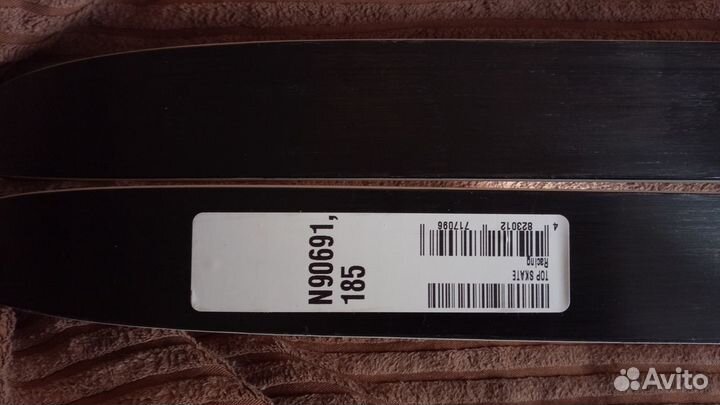 N90691,
185
4 823012 717096
TOP SKATE
Racing
Avito